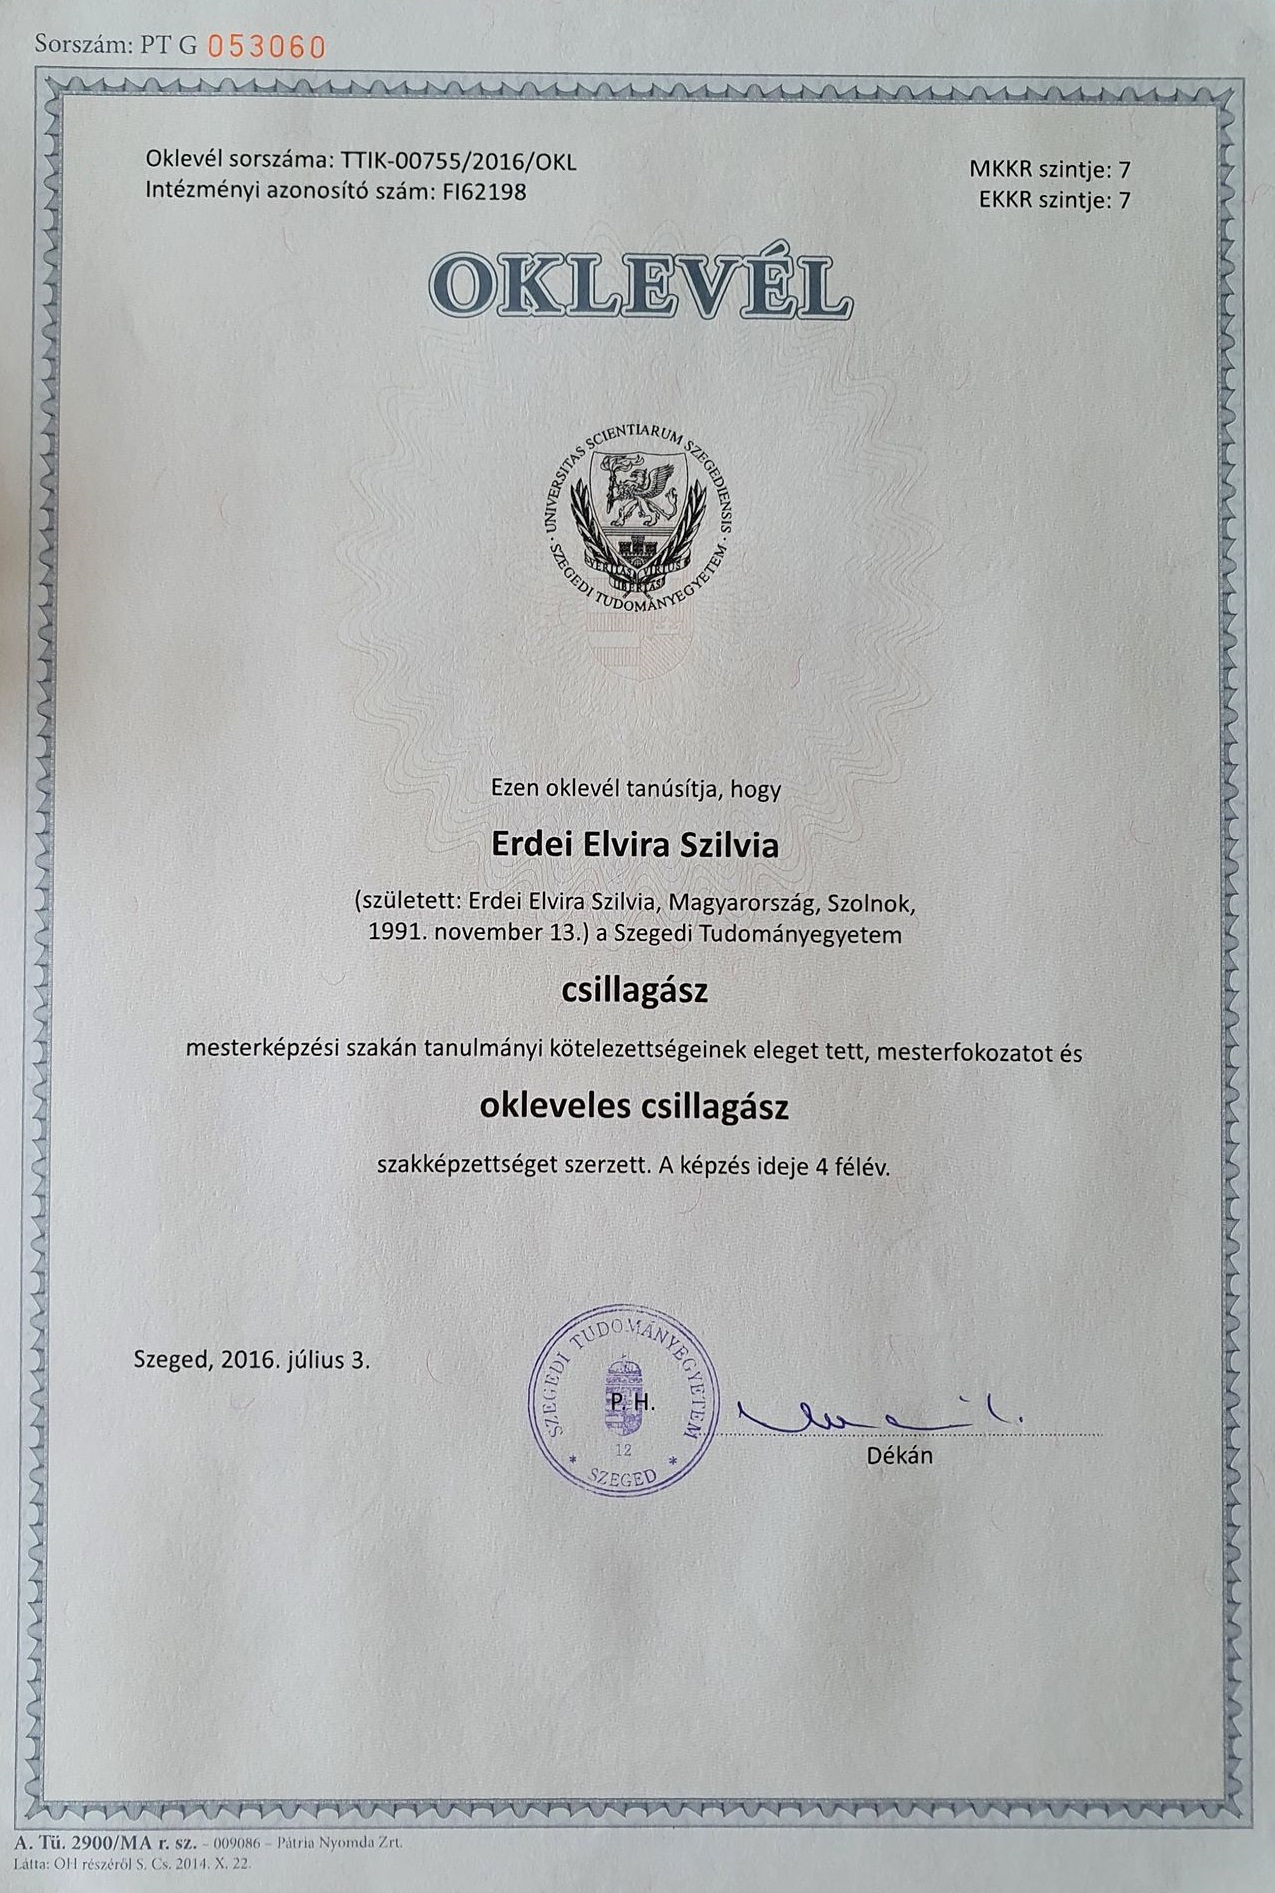 Sorszám: PT G 053060
Oklevél sorszáma: TTIK-00755/2016/OKL
Intézményi azonosító szám: FI62198
MKKR szintje: 7
EKKR szintje: 7
OKLEVÉL
· UNIVERSITAS SCIENTIARUM SZEGEDIENSIS ·
SZEGEDI TUDOMÁNYEGYETEM
VERITAS VIRTUS
LIBERTAS
Ezen oklevél tanúsítja, hogy
Erdei Elvira Szilvia
(született: Erdei Elvira Szilvia, Magyarország, Szolnok,
1991. november 13.) a Szegedi Tudományegyetem
csillagász
mesterképzési szakán tanulmányi kötelezettségeinek eleget tett, mesterfokozatot és
okleveles csillagász
szakképzettséget szerzett. A képzés ideje 4 félév.
Szeged, 2016. július 3.
SZEGEDI TUDOMÁNYEGYETEM
P. H.
12
* SZEGED *
Dékán
A. Tü. 2900/MA r. sz. – 009086 – Pátria Nyomda Zrt.
Látta: OH részéről S. Cs. 2014. X. 22.